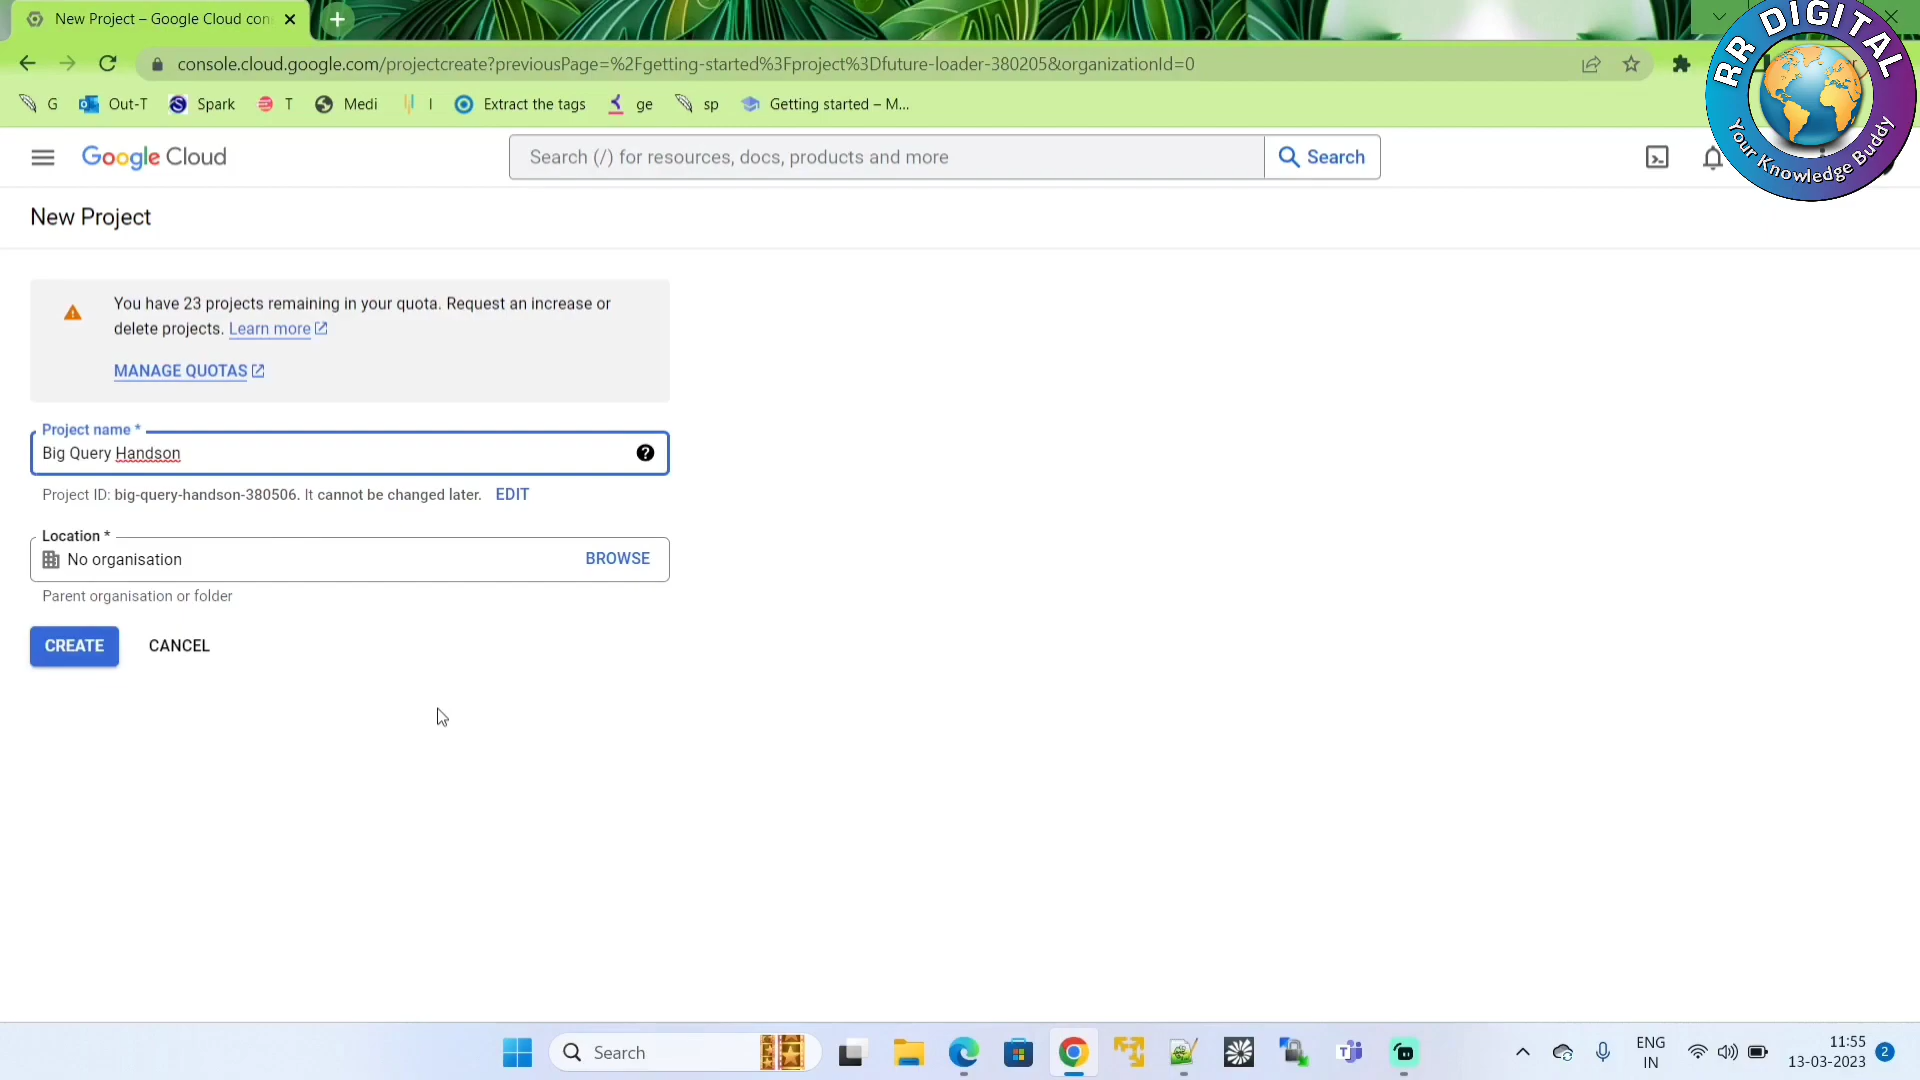 New Project – Google Cloud con
console.cloud.google.com/projectcreate?previousPage=%2Fgetting-started%3Fproject%3Dfuture-loader-380205&organizationId=0
G Out-T Spark T Medi I Extract the tags ge sp Getting started – M...
RR DIGITAL
Your Knowledge Buddy
Google Cloud
Search (/) for resources, docs, products and more
Search
New Project
You have 23 projects remaining in your quota. Request an increase or
delete projects. Learn more
MANAGE QUOTAS
Project name *
Big Query Handson
Project ID: big-query-handson-380506. It cannot be changed later. EDIT
Location *
No organisation BROWSE
Parent organisation or folder
CREATE CANCEL
Search
ENG
IN
11:55
13-03-2023
2